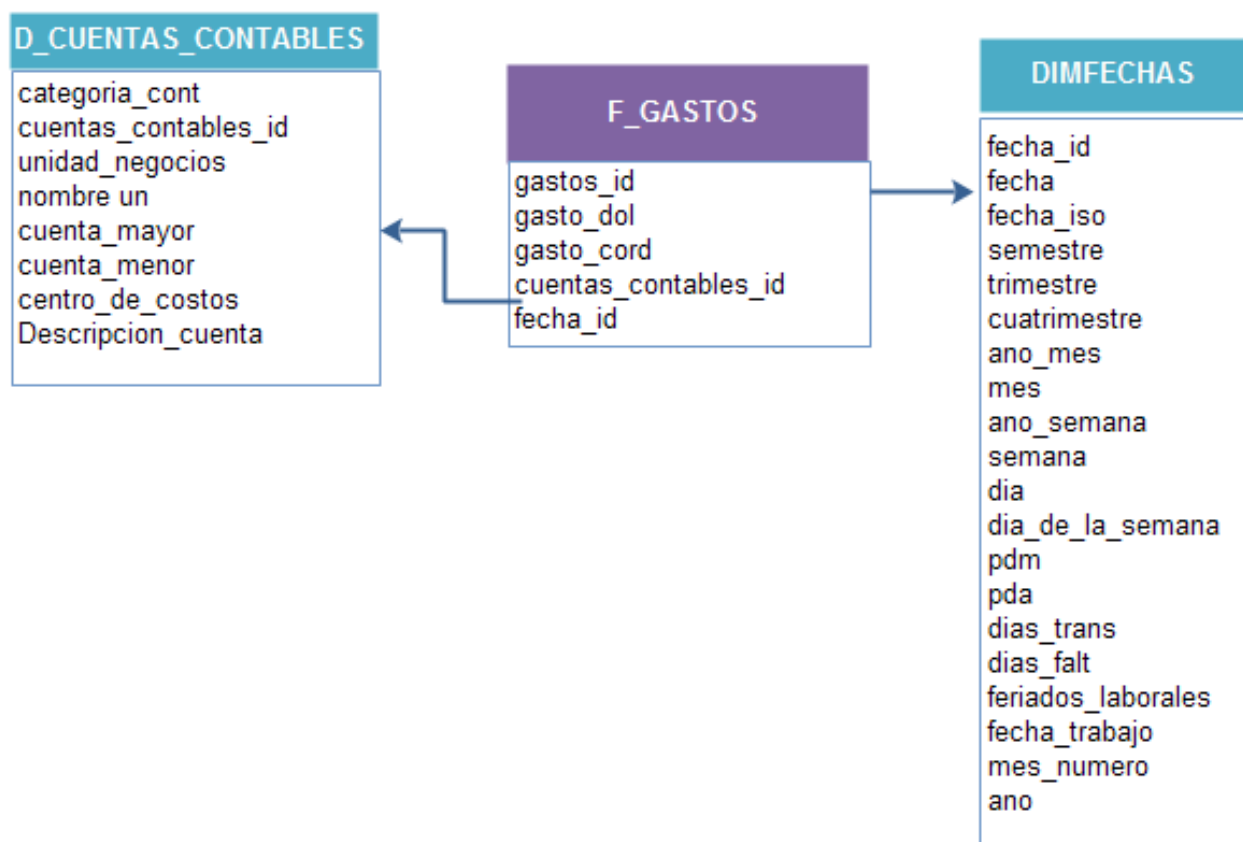 D_CUENTAS_CONTABLES
categoria_cont
cuentas_contables_id
unidad_negocios
nombre un
cuenta_mayor
cuenta_menor
centro_de_costos
Descripcion_cuenta
F_GASTOS
gastos_id
gasto_dol
gasto_cord
cuentas_contables_id
fecha_id
DIMFECHAS
fecha_id
fecha
fecha_iso
semestre
trimestre
cuatrimestre
ano_mes
mes
ano_semana
semana
dia
dia_de_la_semana
pdm
pda
dias_trans
dias_falt
feriados_laborales
fecha_trabajo
mes_numero
ano